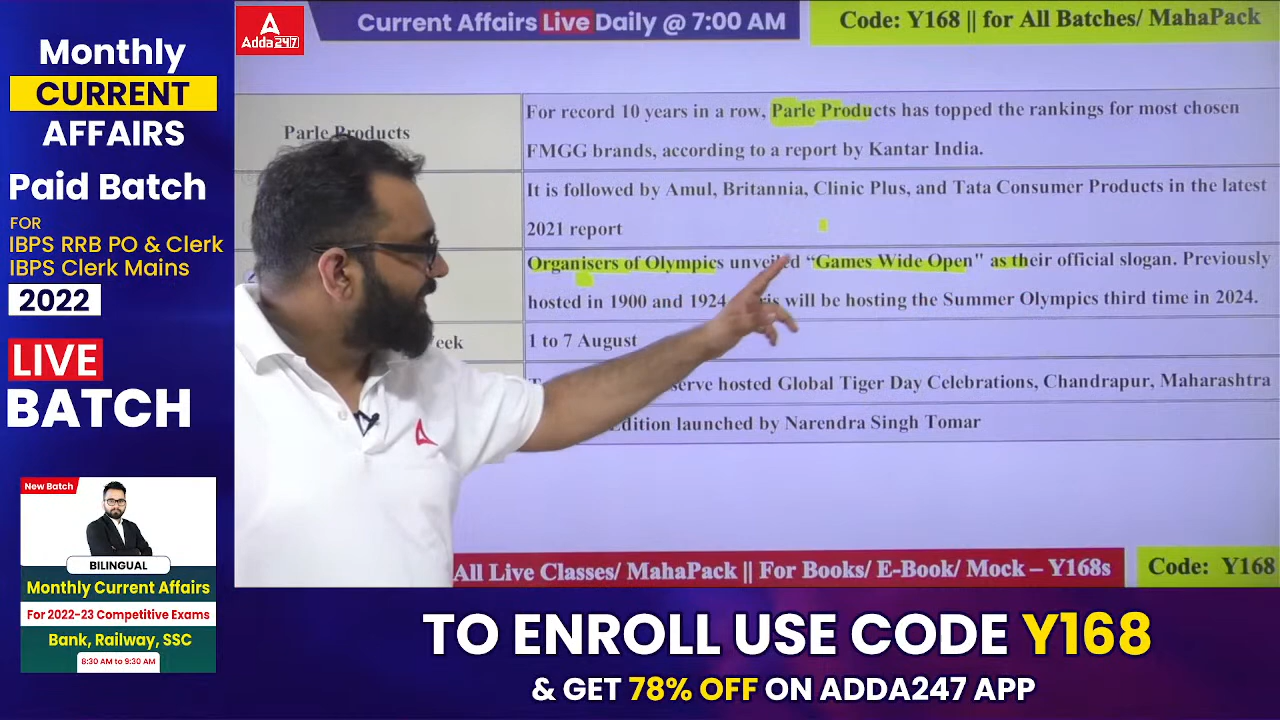 Monthly
CURRENT
AFFAIRS
Paid Batch
FOR
IBPS RRB PO & Clerk
IBPS Clerk Mains
2022
LIVE
BATCH
New Batch
BILINGUAL
Monthly Current Affairs
For 2022-23 Competitive Exams
Bank, Railway, SSC
8:30 AM to 9:30 AM
Adda247
Current Affairs Live Daily @ 7:00 AM
Code: Y168 || for All Batches/ MahaPack
Parle Products
For record 10 years in a row, Parle Products has topped the rankings for most chosen
FMGG brands, according to a report by Kantar India.
It is followed by Amul, Britannia, Clinic Plus, and Tata Consumer Products in the latest
2021 report
Organisers of Olympics unveiled “Games Wide Open" as their official slogan. Previously
hosted in 1900 and 1924 will be hosting the Summer Olympics third time in 2024.
1 to 7 August
hosted Global Tiger Day Celebrations, Chandrapur, Maharashtra
launched by Narendra Singh Tomar
All Live Classes/ MahaPack || For Books/ E-Book/ Mock – Y168s
Code: Y168
TO ENROLL USE CODE Y168
& GET 78% OFF ON ADDA247 APP